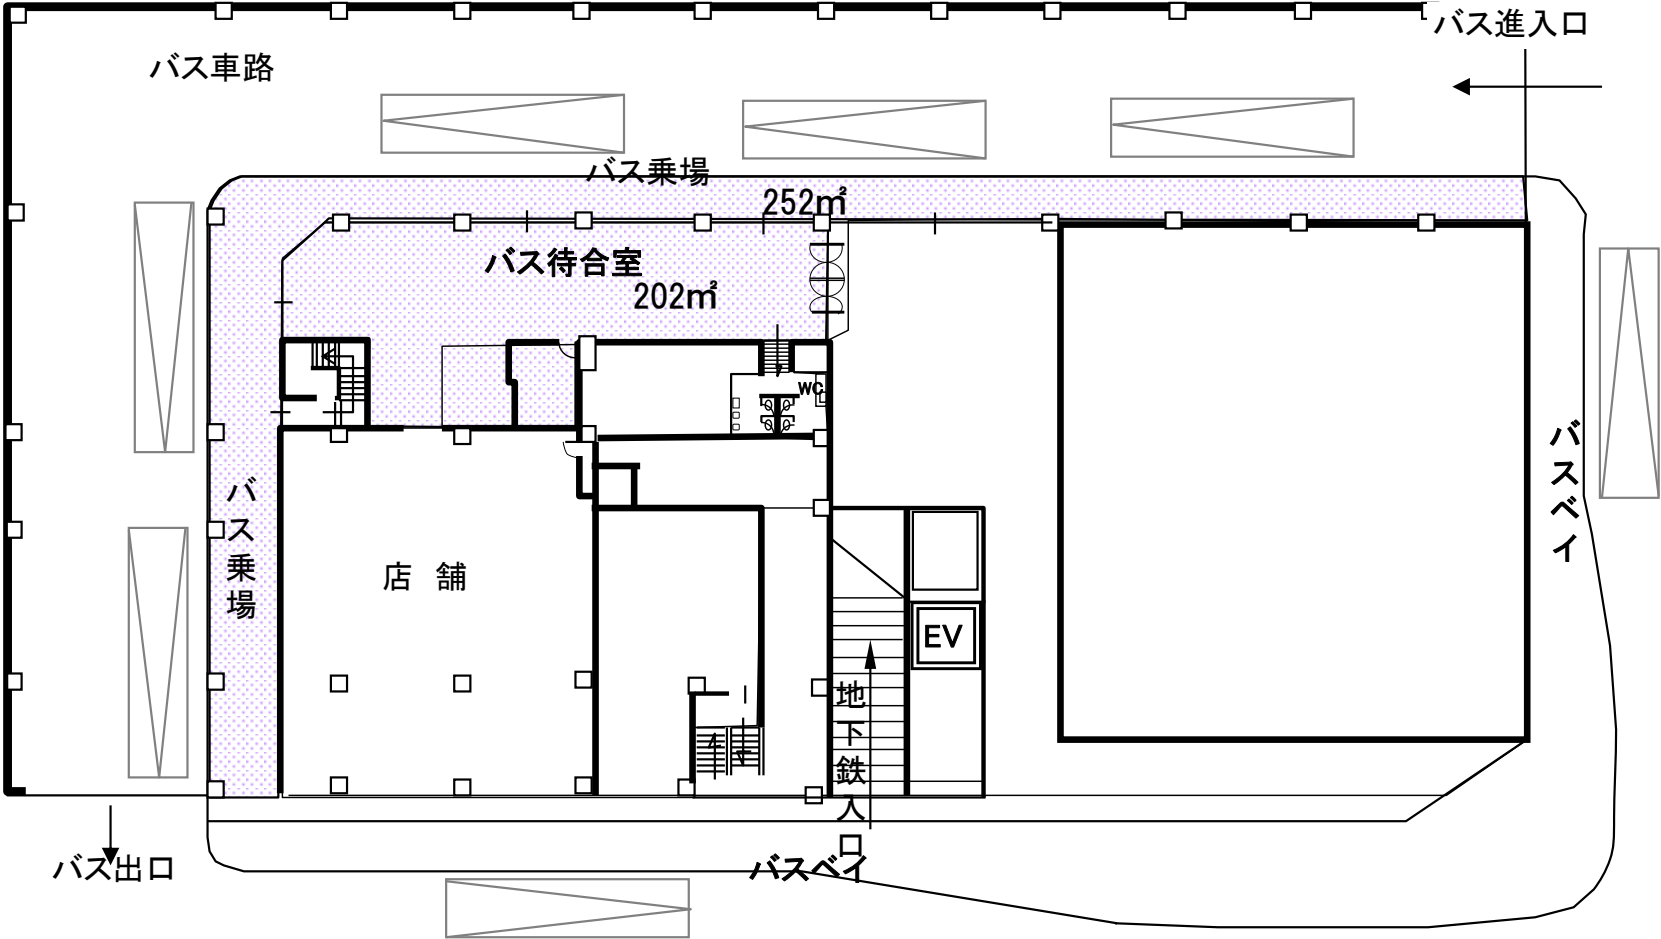 バス進入口
バス車路
バス乗場
252㎡
バス待合室
202㎡
WC
バスベイ
バス乗場
店 舗
EV
地下鉄入口
バス出口
バスベイ